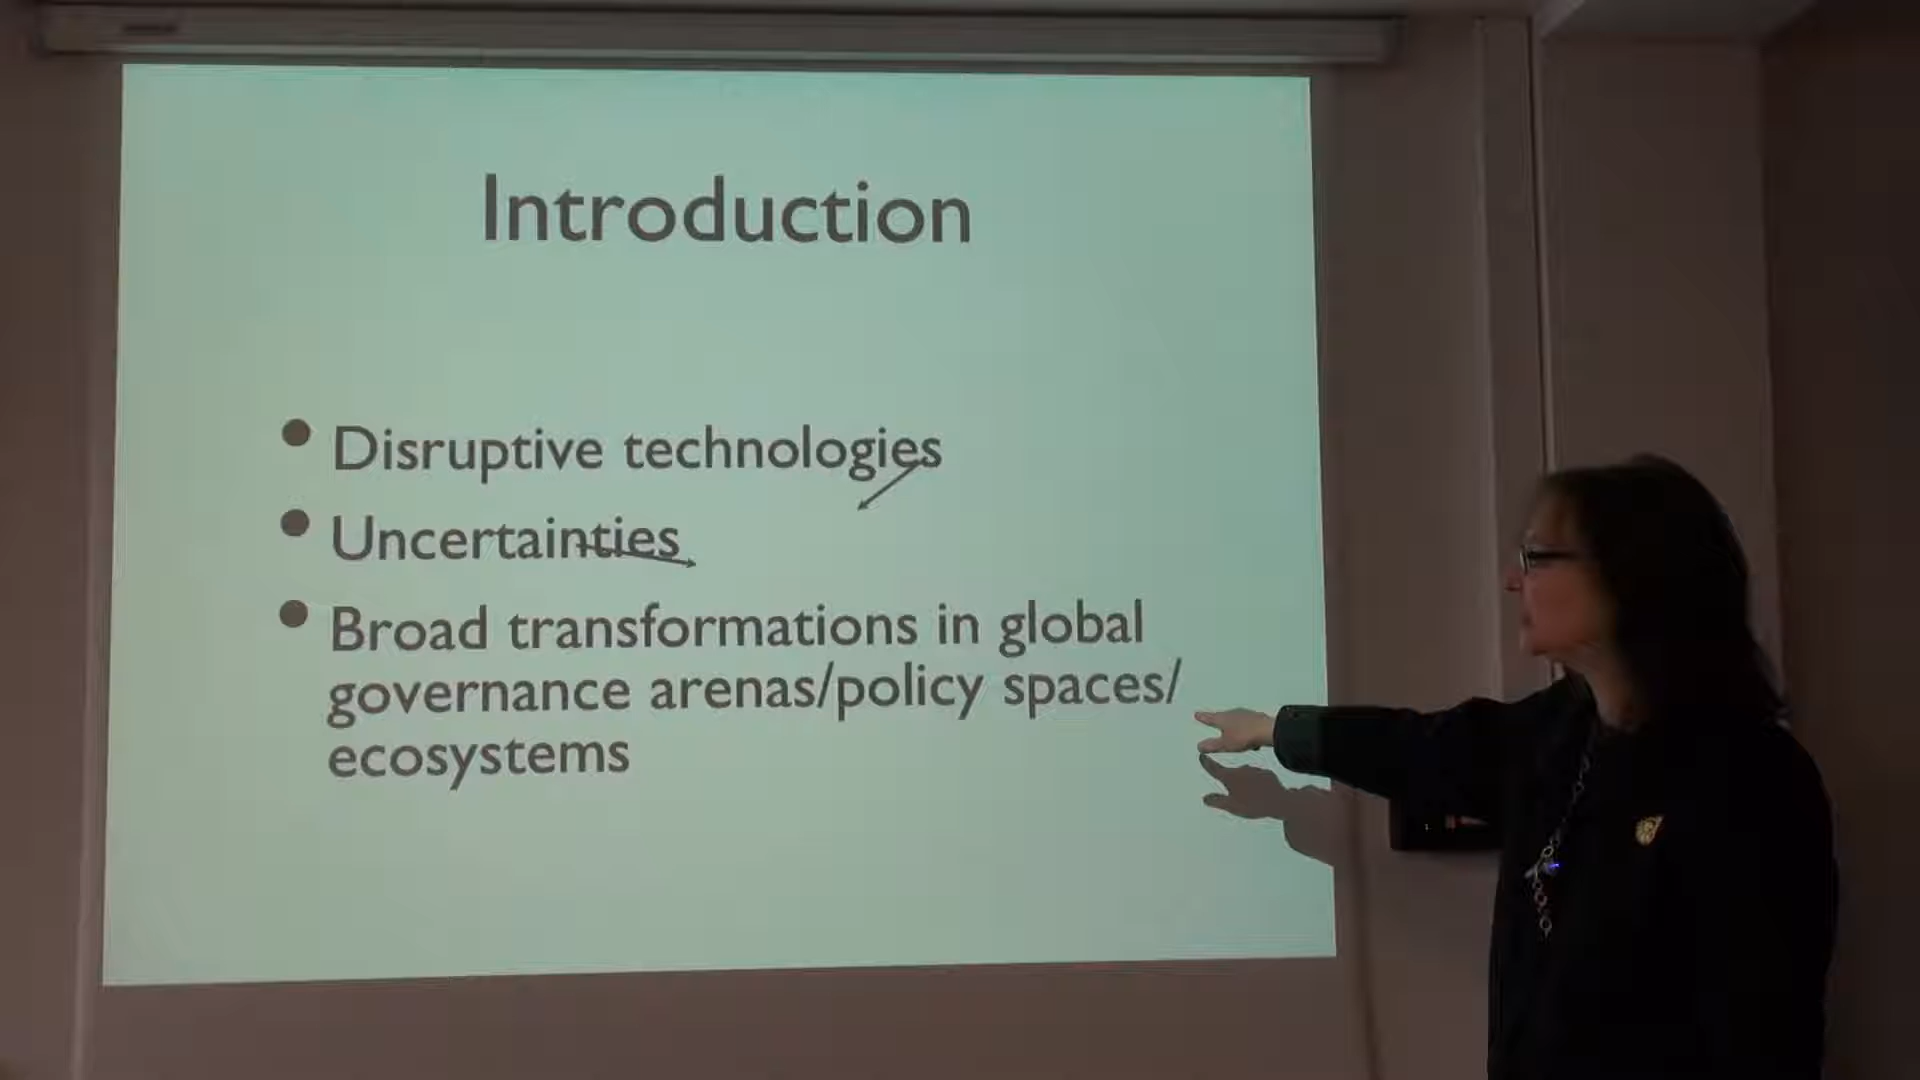 Introduction
• Disruptive technologies
• Uncertainties
• Broad transformations in global
governance arenas/policy spaces/
ecosystems